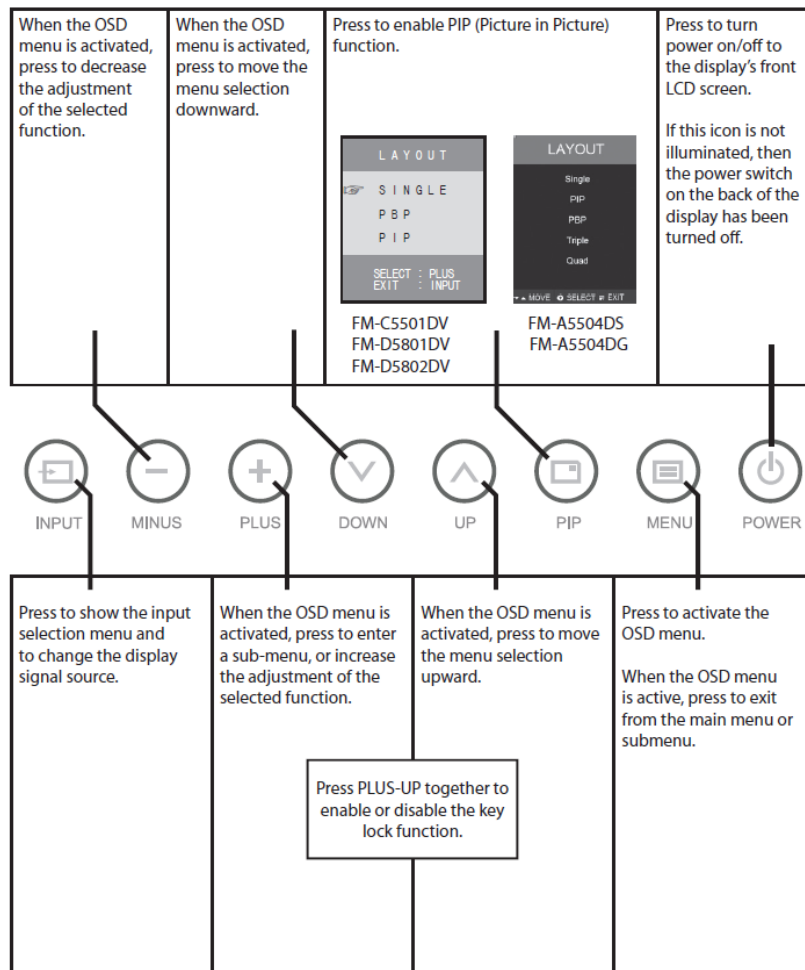 When the OSD
menu is activated,
press to decrease
the adjustment
of the selected
function.
When the OSD
menu is activated,
press to move the
menu selection
downward.
Press to enable PIP (Picture in Picture)
function.
LAYOUT
SINGLE
PBP
PIP
SELECT : PLUS
EXIT : INPUT
FM-C5501DV
FM-D5801DV
FM-D5802DV
LAYOUT
Single
PIP
PBP
Triple
Quad
MOVE SELECT EXIT
FM-A5504DS
FM-A5504DG
Press to turn
power on/off to
the display's front
LCD screen.
If this icon is not
illuminated, then
the power switch
on the back of the
display has been
turned off.
INPUT
MINUS
PLUS
DOWN
UP
PIP
MENU
POWER
Press to show the input
selection menu and
to change the display
signal source.
When the OSD menu is
activated, press to enter
a sub-menu, or increase
the adjustment of the
selected function.
When the OSD menu is
activated, press to move
the menu selection
upward.
Press to activate the
OSD menu.
When the OSD menu
is active, press to exit
from the main menu or
submenu.
Press PLUS-UP together to
enable or disable the key
lock function.